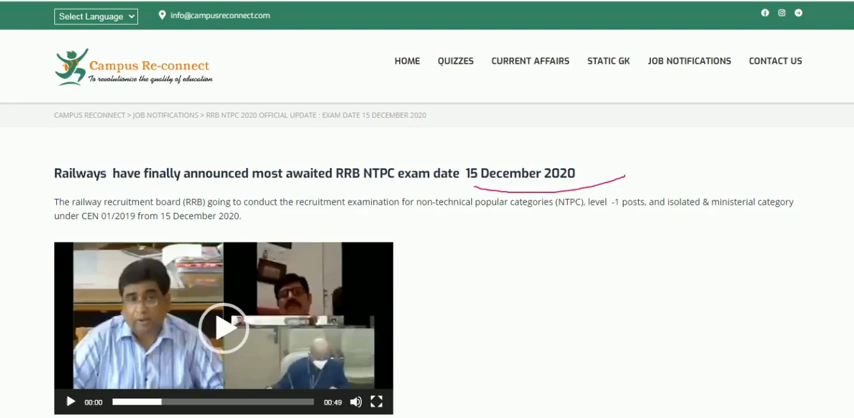 Select Language
info@campusreconnect.com
Campus Re-connect
To revolutionise the quality of education
HOME QUIZZES CURRENT AFFAIRS STATIC GK JOB NOTIFICATIONS CONTACT US
CAMPUS RECONNECT > JOB NOTIFICATIONS > RRB NTPC 2020 OFFICIAL UPDATE : EXAM DATE 15 DECEMBER 2020
Railways have finally announced most awaited RRB NTPC exam date 15 December 2020
The railway recruitment board (RRB) going to conduct the recruitment examination for non-technical popular categories (NTPC), level -1 posts, and isolated & ministerial category
under CEN 01/2019 from 15 December 2020.
00:00 00:49